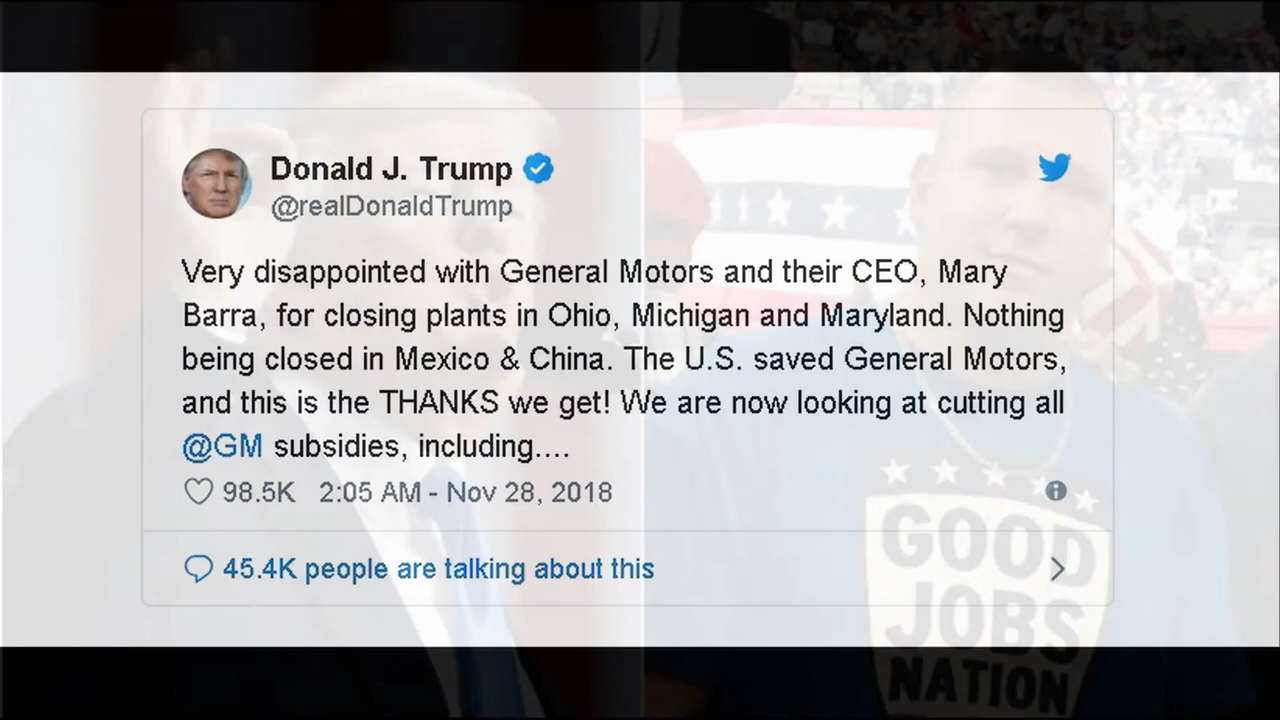 Donald J. Trump
@realDonaldTrump
Very disappointed with General Motors and their CEO, Mary
Barra, for closing plants in Ohio, Michigan and Maryland. Nothing
being closed in Mexico & China. The U.S. saved General Motors,
and this is the THANKS we get! We are now looking at cutting all
@GM subsidies, including....
98.5K 2:05 AM - Nov 28, 2018
45.4K people are talking about this
GOOD
JOBS
NATION